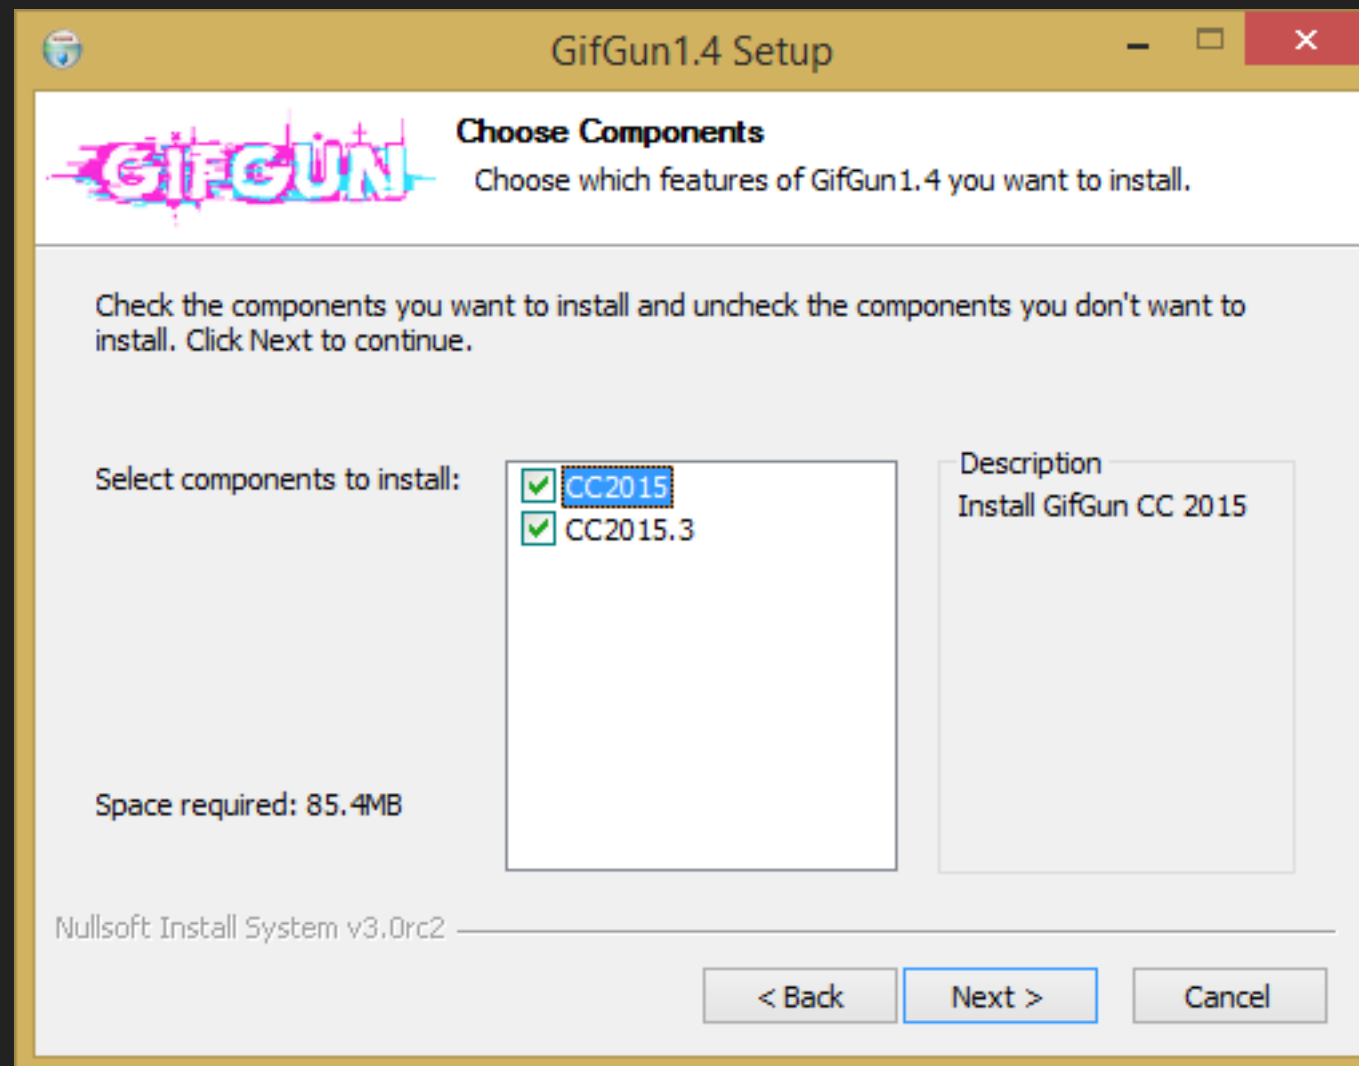 GifGun1.4 Setup
GIFGUN
Choose Components
Choose which features of GifGun1.4 you want to install.
Check the components you want to install and uncheck the components you don't want to
install. Click Next to continue.
Select components to install:
CC2015
CC2015.3
Description
Install GifGun CC 2015
Space required: 85.4MB
Nullsoft Install System v3.0rc2
< Back
Next >
Cancel